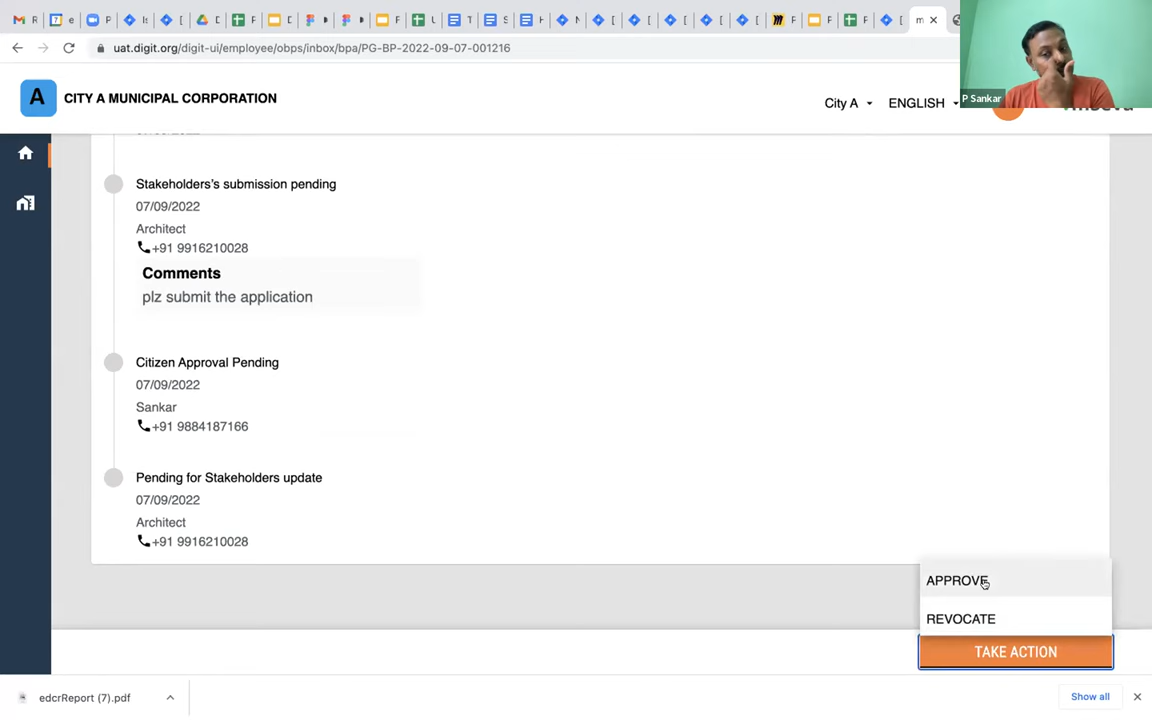 uat.digit.org/digit-ui/employee/obps/inbox/bpa/PG-BP-2022-09-07-001216
P Sankar
A CITY A MUNICIPAL CORPORATION
City A ENGLISH
Stakeholders's submission pending
07/09/2022
Architect
+91 9916210028
Comments
plz submit the application
Citizen Approval Pending
07/09/2022
Sankar
+91 9884187166
Pending for Stakeholders update
07/09/2022
Architect
+91 9916210028
APPROVE
REVOCATE
TAKE ACTION
edcrReport (7).pdf
Show all